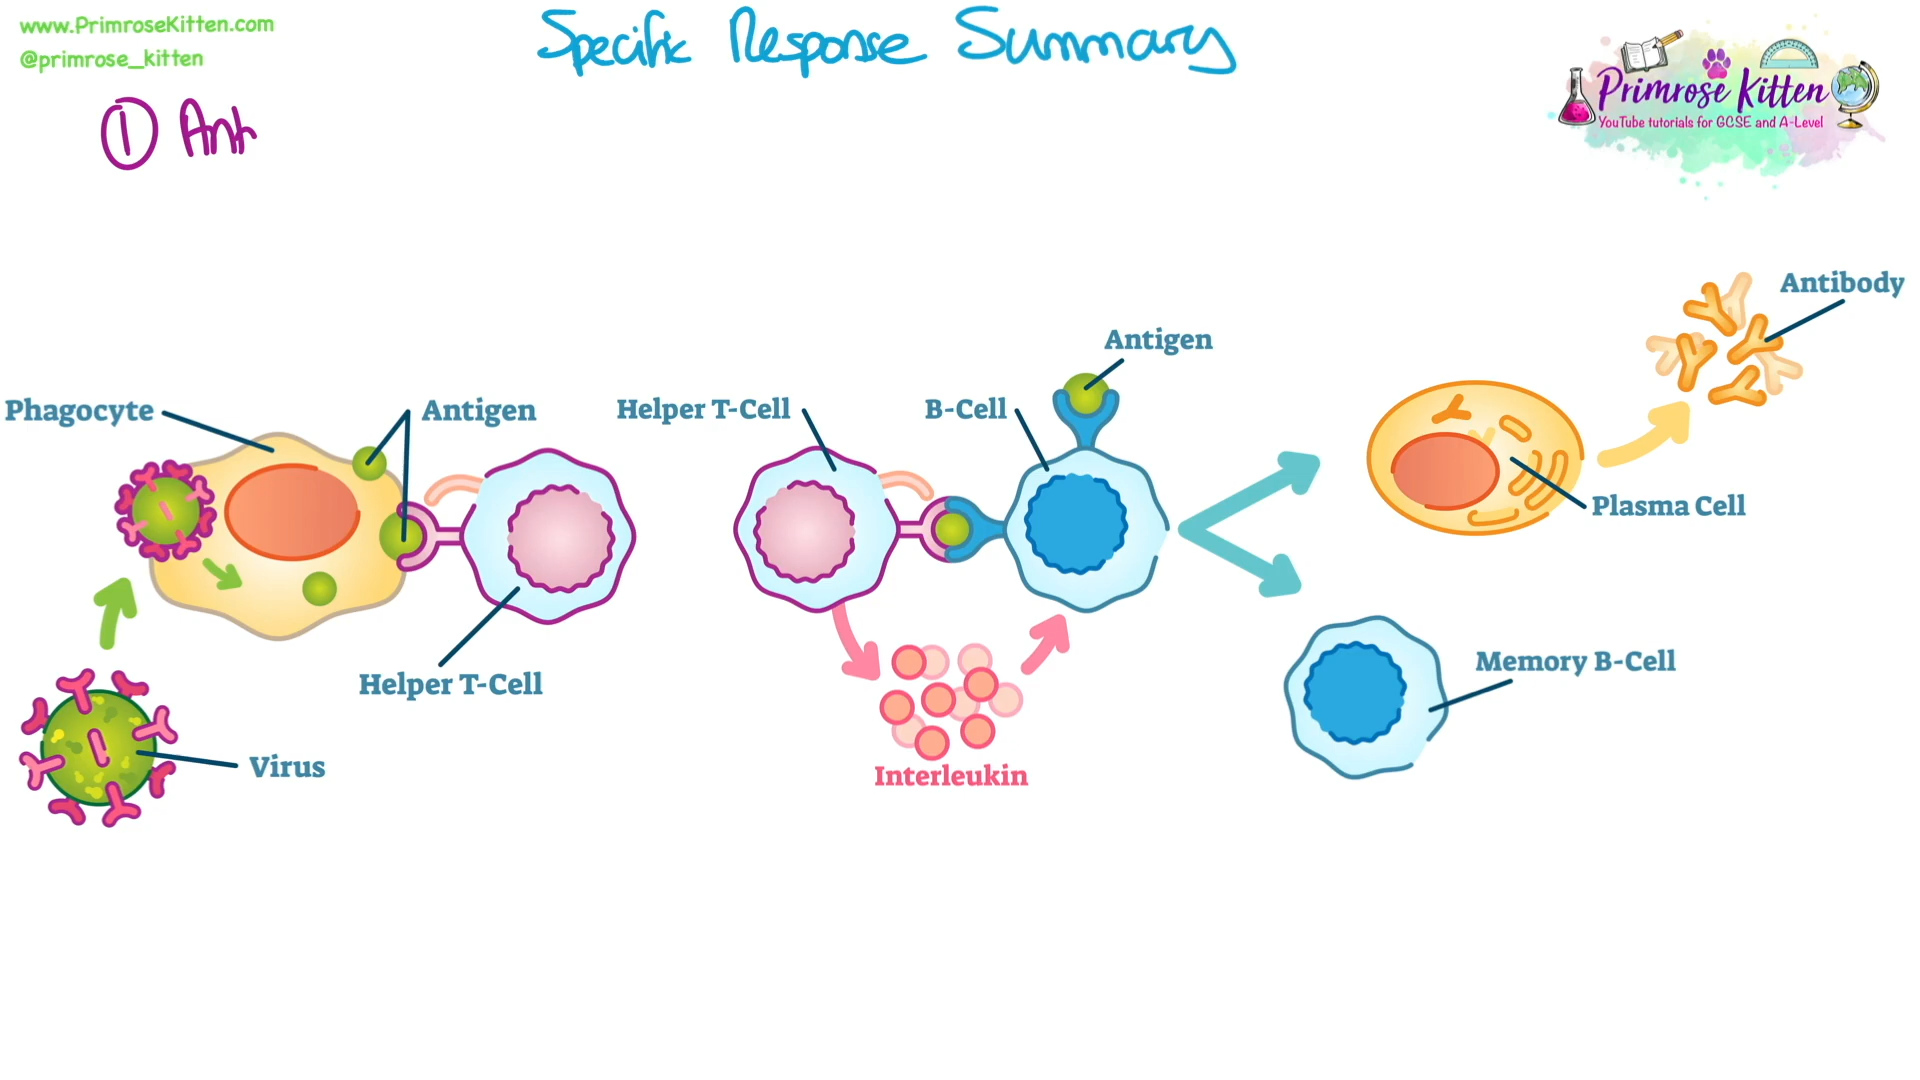 www.PrimroseKitten.com
@primrose_kitten
Specific Response Summary
Primrose Kitten
YouTube tutorials for GCSE and A-Level
① Ant
Antibody
Antigen
Phagocyte
Antigen
Helper T-Cell
B-Cell
Plasma Cell
Helper T-Cell
Memory B-Cell
Virus
Interleukin